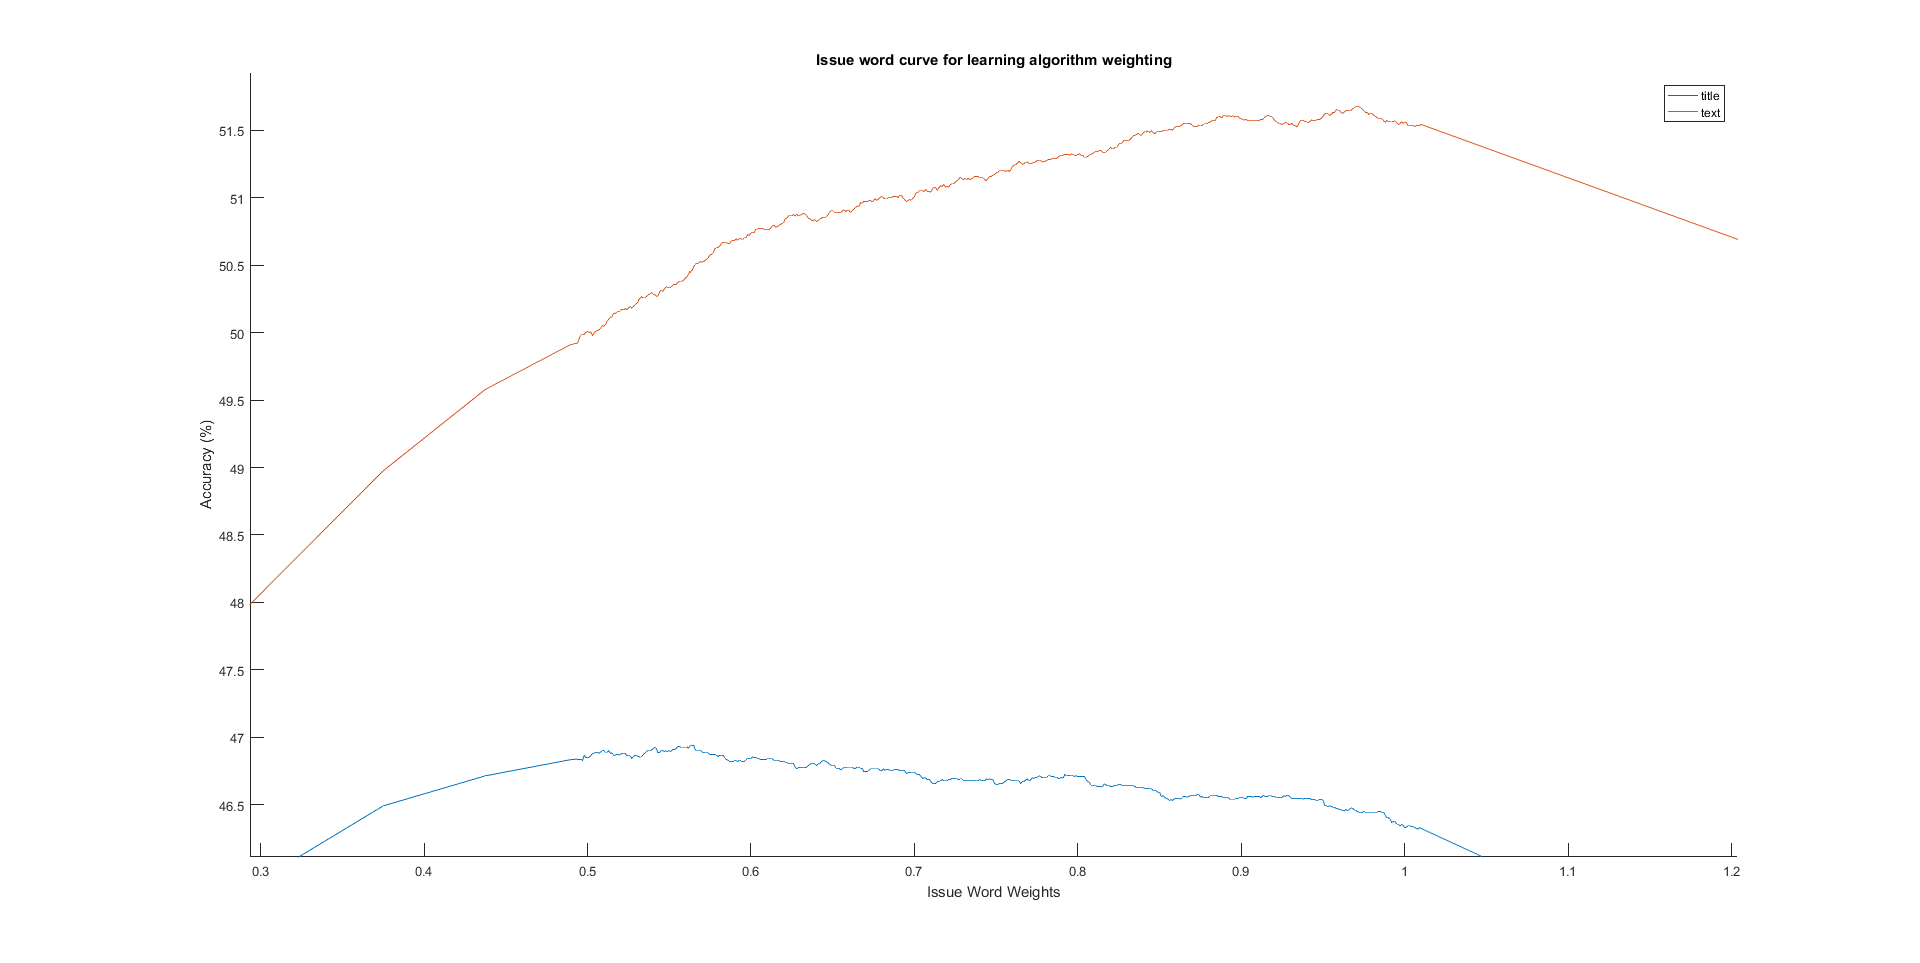 Issue word curve for learning algorithm weighting
title
text
51.5
51
50.5
50
49.5
49
48.5
48
47.5
47
46.5
Accuracy (%)
0.3 0.4 0.5 0.6 0.7 0.8 0.9 1 1.1 1.2
Issue Word Weights